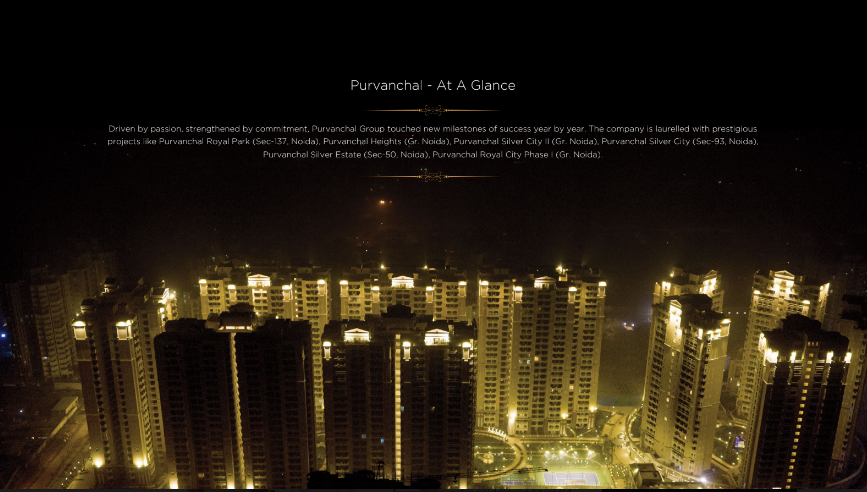 Purvanchal - At A Glance
Driven by passion, strengthened by commitment, Purvanchal Group touched new milestones of success year by year. The company is laurelled with prestigious
projects like Purvanchal Royal Park (Sec-137, Noida), Purvanchal Heights (Gr. Noida), Purvanchal Silver City II (Gr. Noida), Purvanchal Silver City (Sec-93, Noida),
Purvanchal Silver Estate (Sec-50, Noida), Purvanchal Royal City Phase I (Gr. Noida).